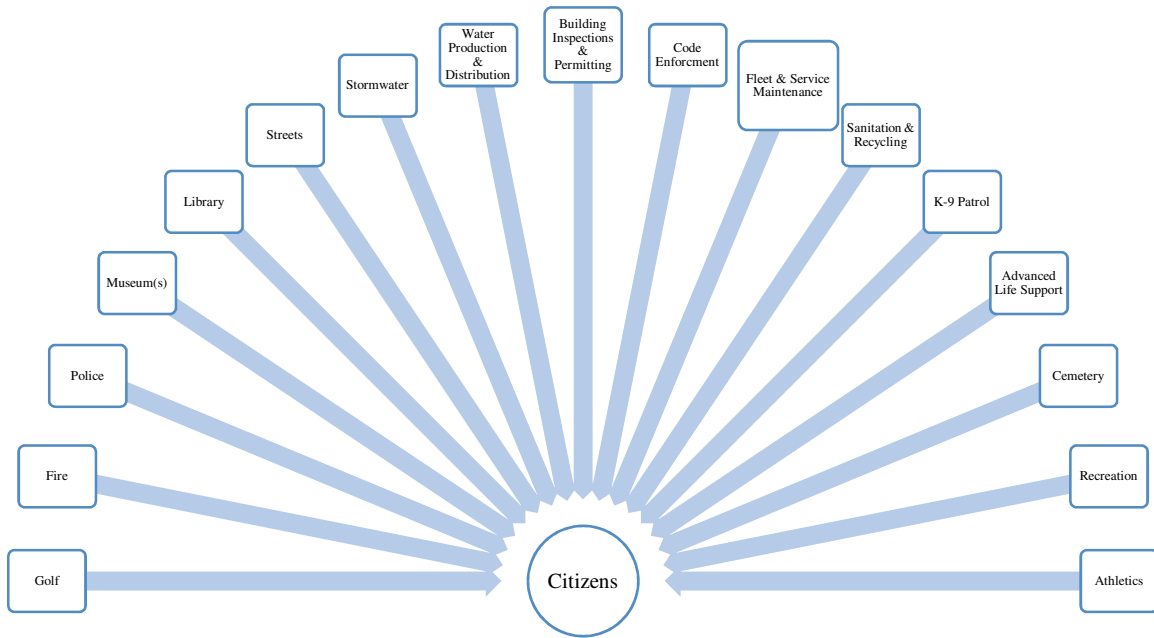 Golf
Fire
Police
Museum(s)
Library
Streets
Stormwater
Water
Production
&
Distribution
Building
Inspections
&
Permitting
Code
Enforcment
Fleet & Service
Maintenance
Sanitation &
Recycling
K-9 Patrol
Advanced
Life Support
Cemetery
Recreation
Athletics
Citizens